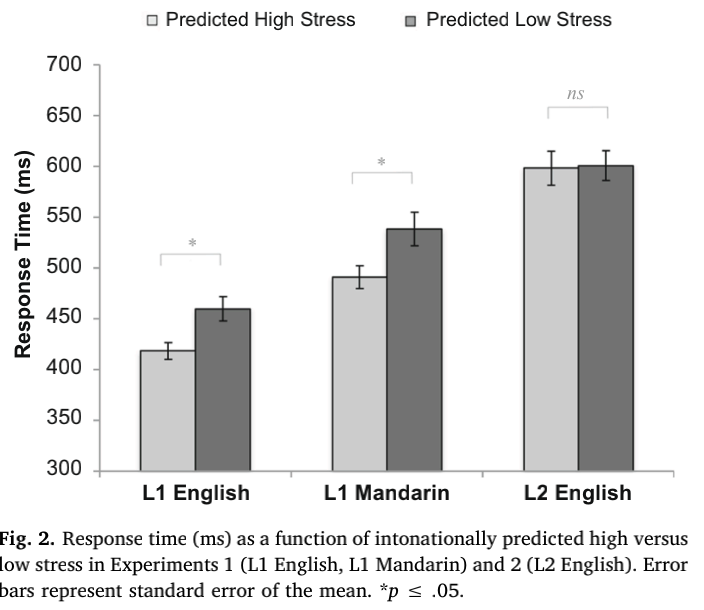 Predicted High Stress Predicted Low Stress
700
650
600
550
500
450
400
350
300
Response Time (ms)
*
*
ns
L1 English L1 Mandarin L2 English
Fig. 2. Response time (ms) as a function of intonationally predicted high versus
low stress in Experiments 1 (L1 English, L1 Mandarin) and 2 (L2 English). Error
bars represent standard error of the mean. *p ≤ .05.